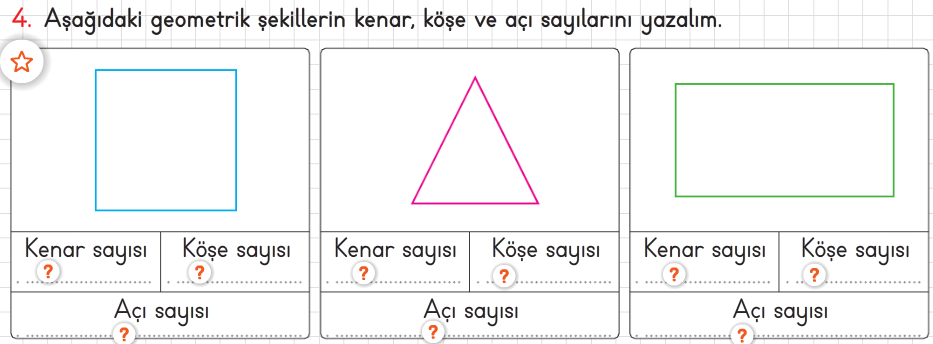 4. Aşağıdaki geometrik şekillerin kenar, köşe ve açı sayılarını yazalım.
Kenar sayısı
Köşe sayısı
?
?
Açı sayısı
?
Kenar sayısı
Köşe sayısı
?
?
Açı sayısı
?
Kenar sayısı
Köşe sayısı
?
?
Açı sayısı
?